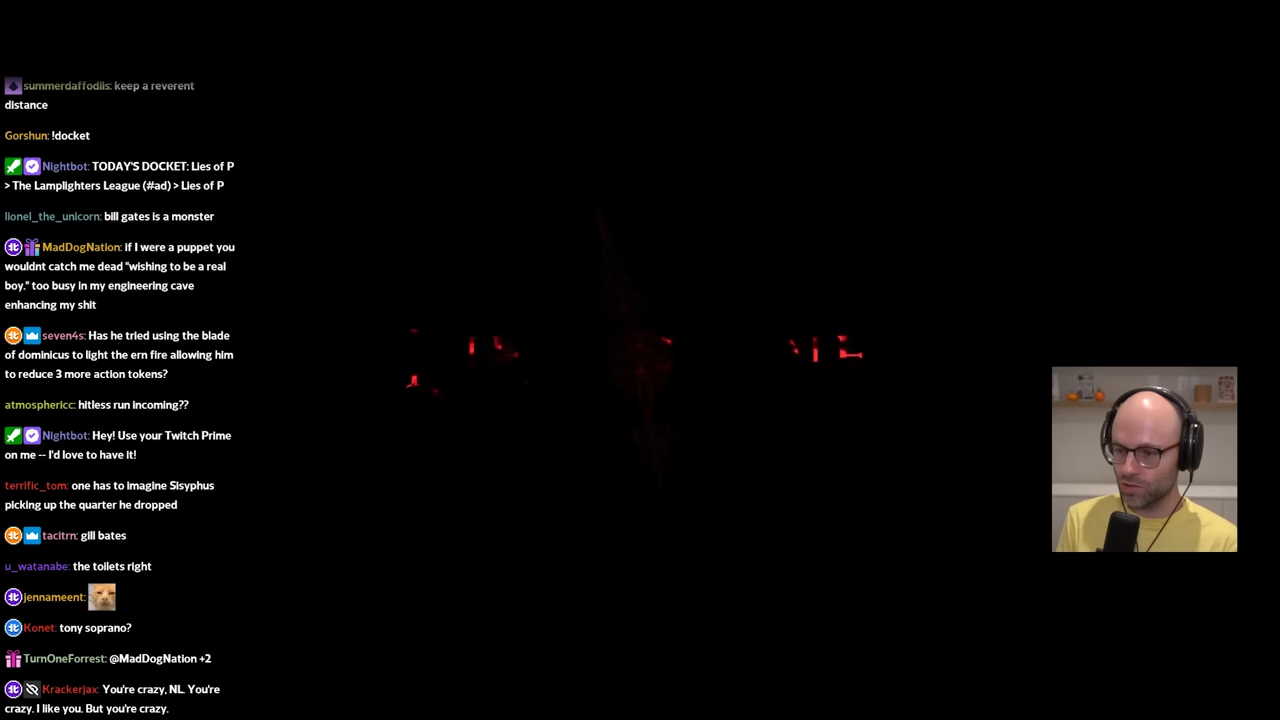 summerdaffodils: keep a reverent
distance
Gorshun: !docket
Nightbot: TODAY'S DOCKET: Lies of P
> The Lamplighters League (#ad) > Lies of P
lionel_the_unicorn: bill gates is a monster
MadDogNation: if I were a puppet you
wouldnt catch me dead "wishing to be a real
boy." too busy in my engineering cave
enhancing my shit
seven4s: Has he tried using the blade
of dominicus to light the ern fire allowing him
to reduce 3 more action tokens?
atmosphericc: hitless run incoming??
Nightbot: Hey! Use your Twitch Prime
on me -- I'd love to have it!
terrific_tom: one has to imagine Sisyphus
picking up the quarter he dropped
tacitrn: gill bates
u_watanabe: the toilets right
jennameent:
Konet: tony soprano?
TurnOneForrest: @MadDogNation +2
Krackerjax: You're crazy, NL. You're
crazy. I like you. But you're crazy.